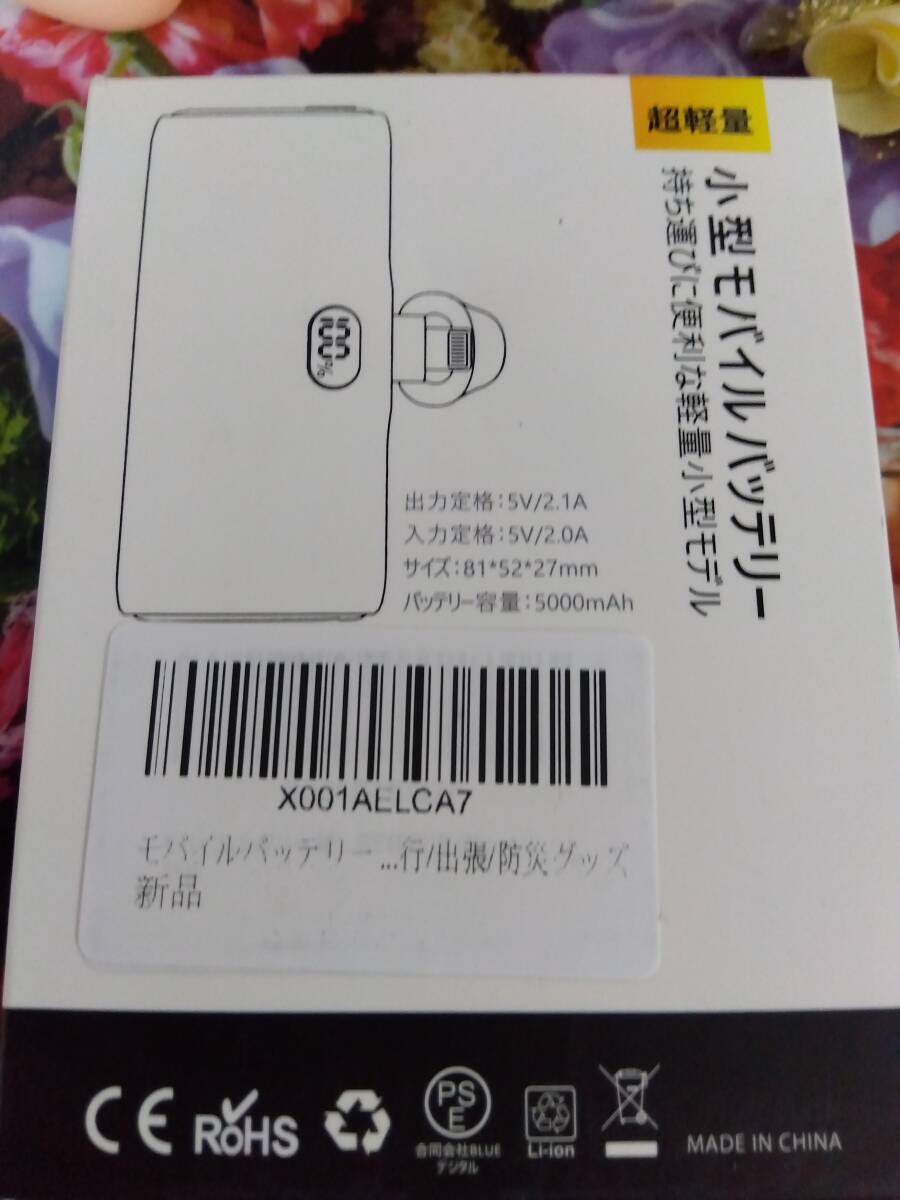 超軽量
小型モバイルバッテリー
持ち運びに便利な軽量小型モデル
100%
出力定格:5V/2.1A
入力定格:5V/2.0A
サイズ:81*52*27mm
バッテリー容量:5000mAh
X001AELCA7
モバイルバッテリー...行/出張/防災グッズ
新品
CE
RoHS
PS
E
合同会社BLUE
デジタル
Li-ion
MADE IN CHINA